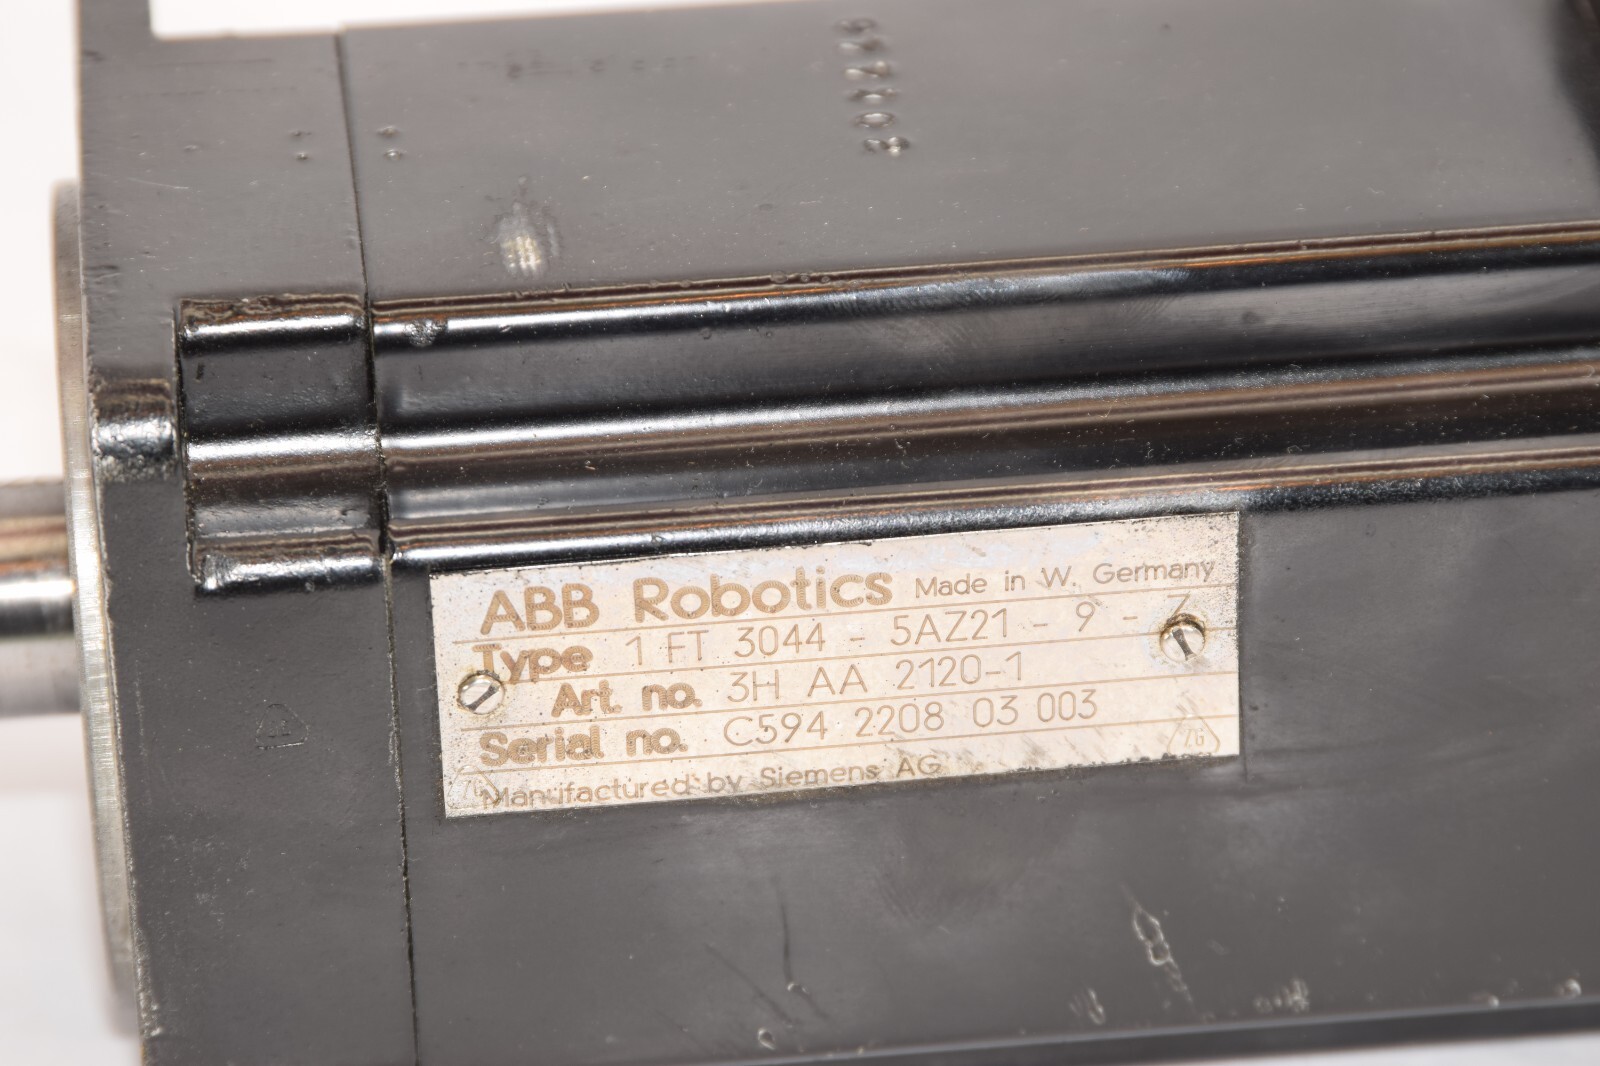 ABB Robotics Made in W. Germany
Type 1 FT 3044 - 5AZ21 - 9 -
Art. no. 3H AA 2120-1
Serial no. C594 2208 03 003
Manufactured by Siemens AG